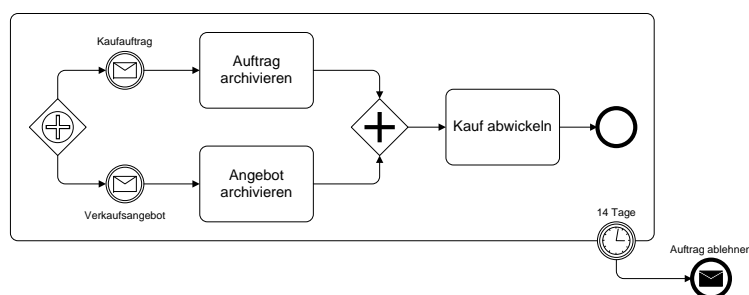 Kaufauftrag
Auftrag
archivieren
Kauf abwickeln
Angebot
archivieren
Verkaufsangebot
14 Tage
Auftrag ablehnen